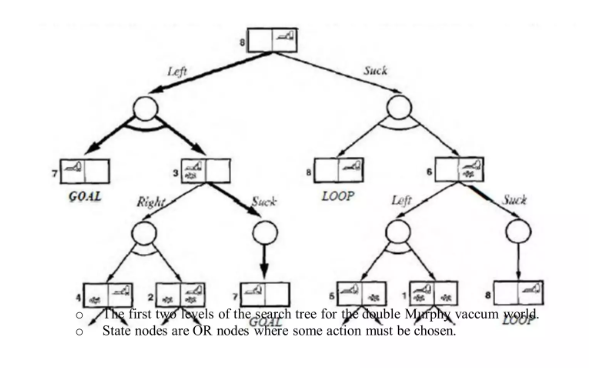 8
Left
Suck
7
3
8
6
GOAL
LOOP
Right
Suck
Left
Suck
4
2
7
5
1
8
GOAL
LOOP
o The first two levels of the search tree for the double Murphy vaccum world.
o State nodes are OR nodes where some action must be chosen.